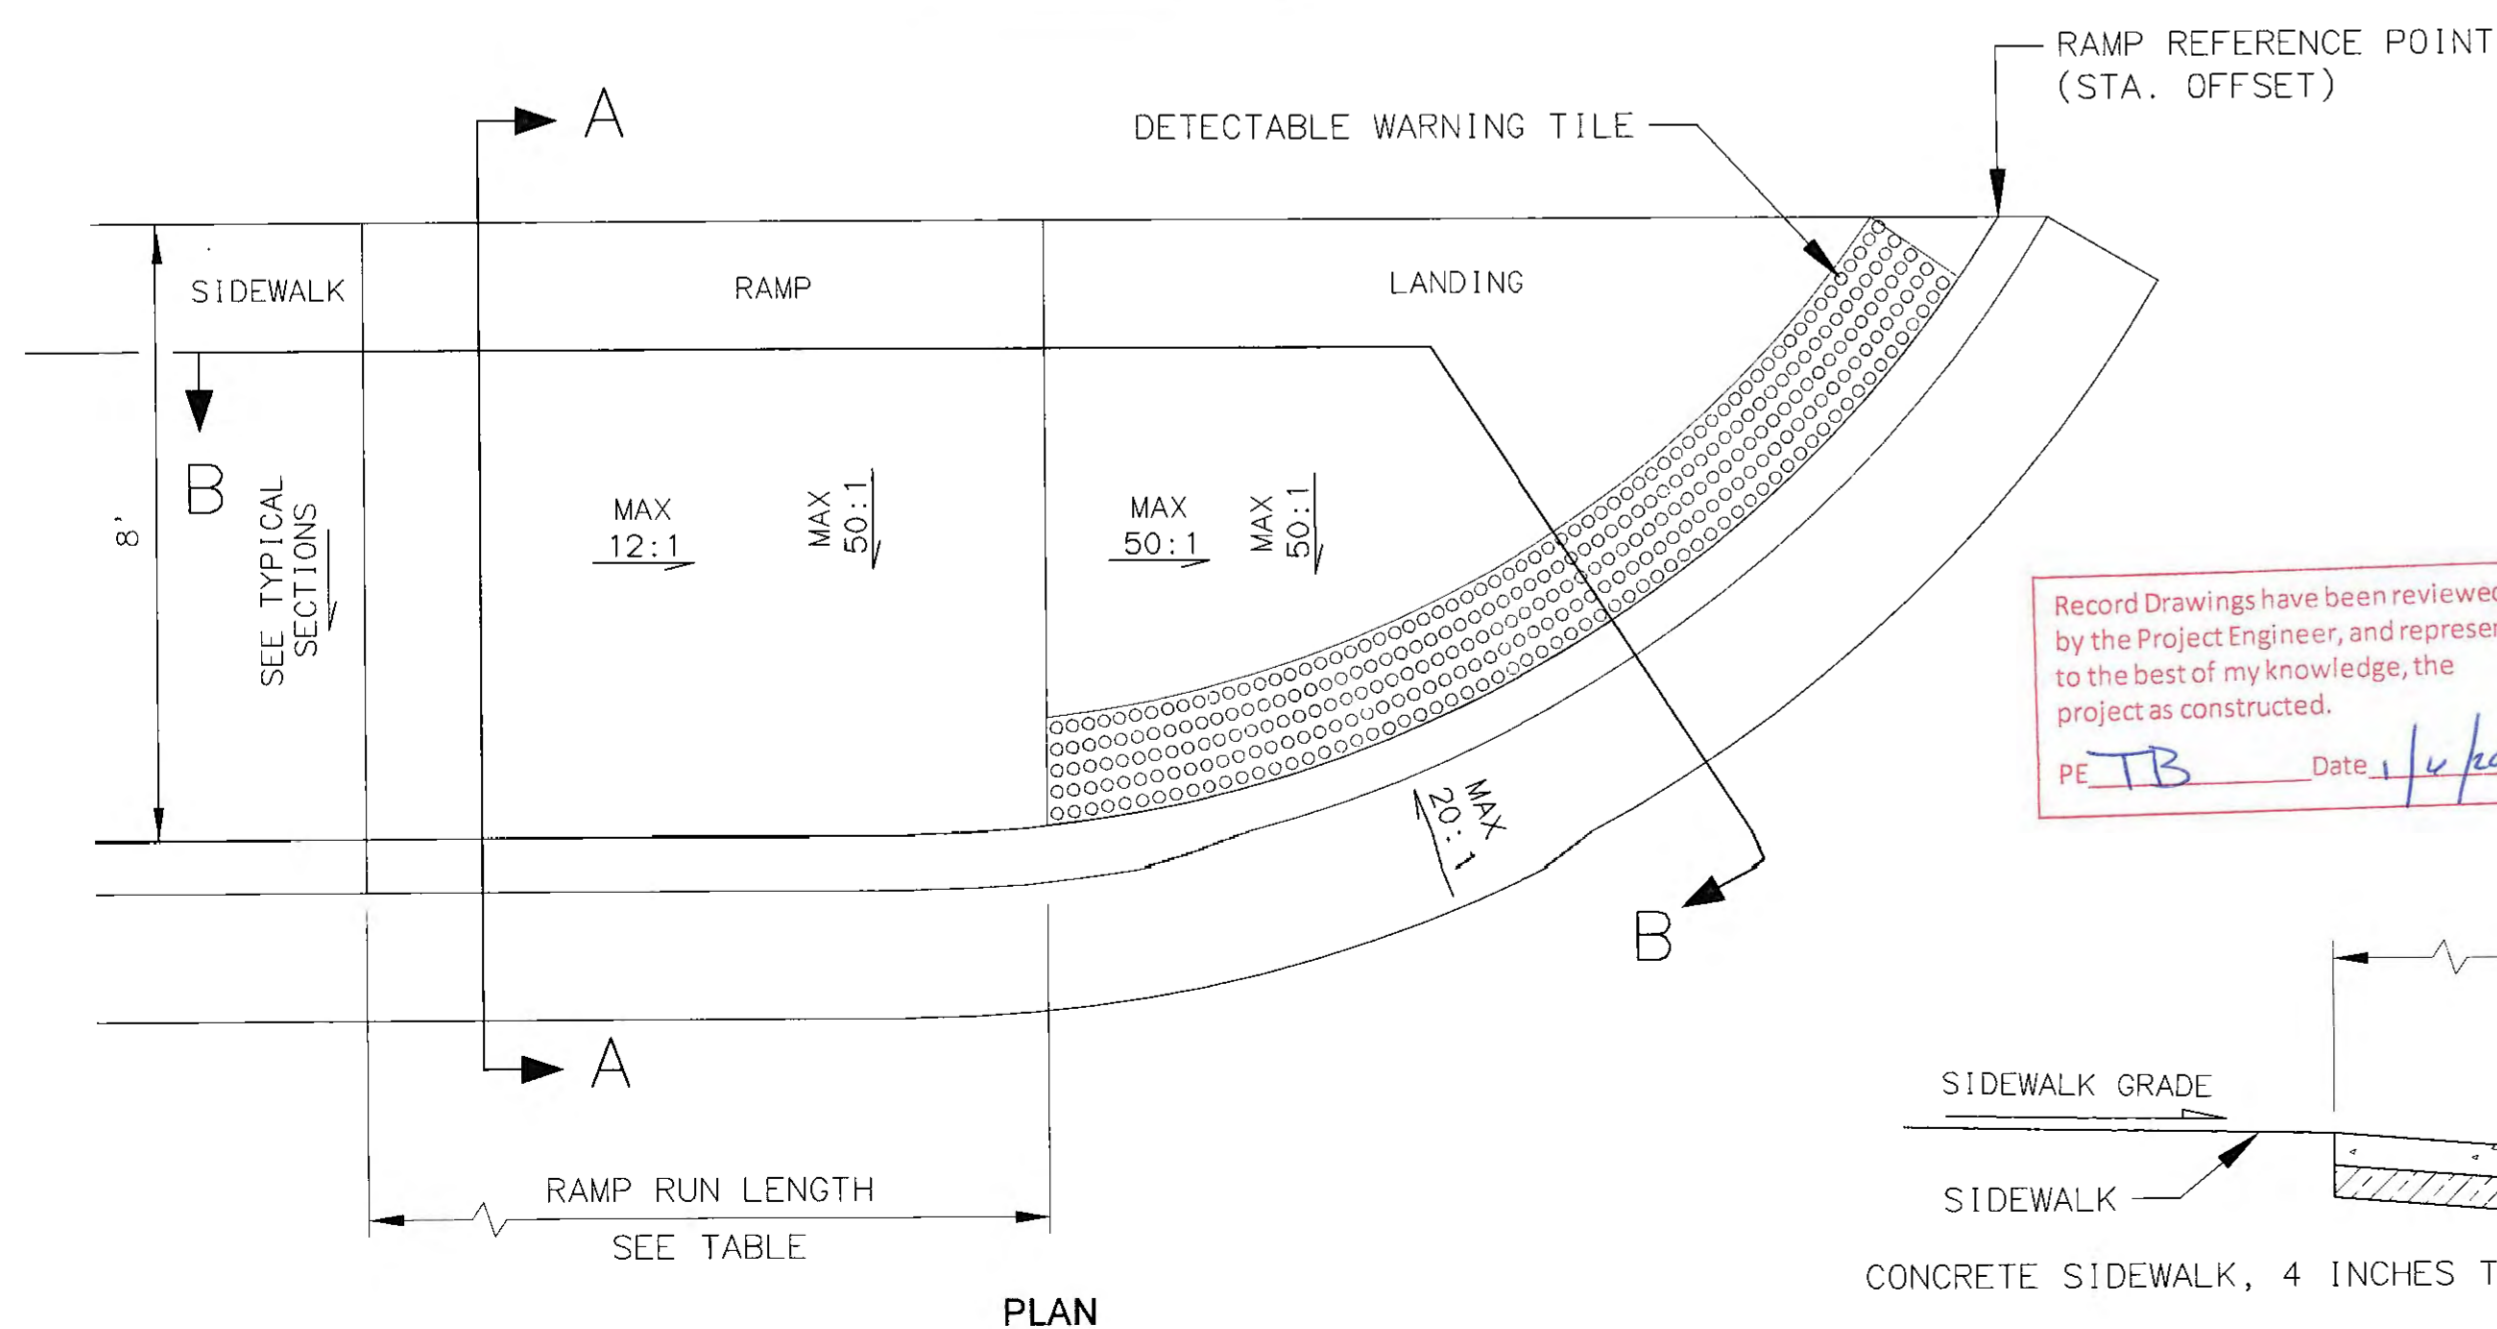 RAMP REFERENCE POINT
(STA. OFFSET)
A
DETECTABLE WARNING TILE
SIDEWALK
RAMP
LANDING
B
8'
SEE TYPICAL
SECTIONS
MAX
12:1
MAX
50:1
MAX
50:1
MAX
50:1
MAX
20:1
Record Drawings have been reviewed
by the Project Engineer, and represen
to the best of my knowledge, the
project as constructed.
PE TB Date
B
A
SIDEWALK GRADE
SIDEWALK
RAMP RUN LENGTH
SEE TABLE
CONCRETE SIDEWALK, 4 INCHES T
PLAN